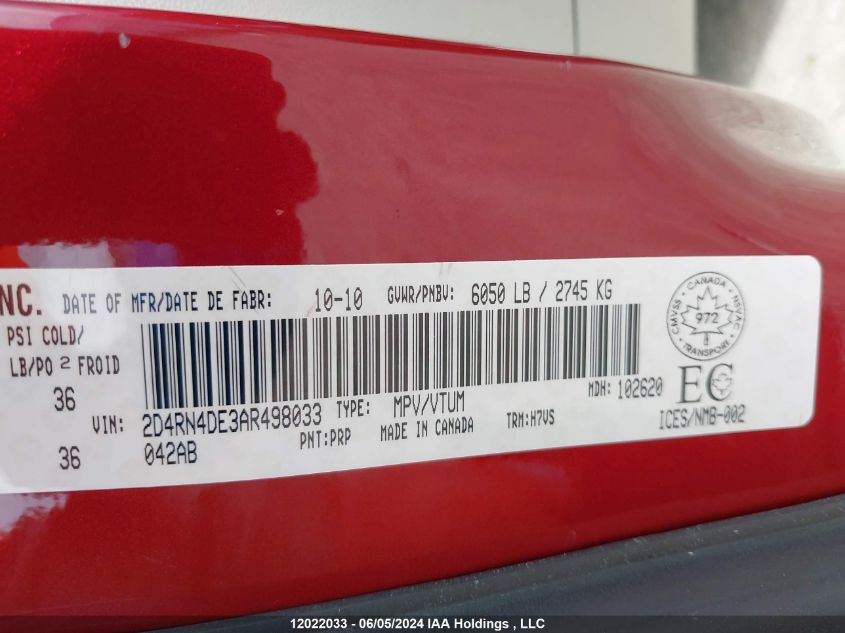 NC. DATE OF MFR/DATE DE FABR: 10-10 GVWR/PNBV: 6050 LB / 2745 KG
PSI COLD/
LB/PO 2 FROID
36
36
VIN: 2D4RN4DE3AR498033 TYPE: MPV/VTUM MDH: 102620
042AB PNT:PRP MADE IN CANADA TRM:H7VS
CANADA
CMVSS
NSVAC
972
TRANSPORT
EC
ICES/NMB-002
12022033 - 06/05/2024 IAA Holdings , LLC